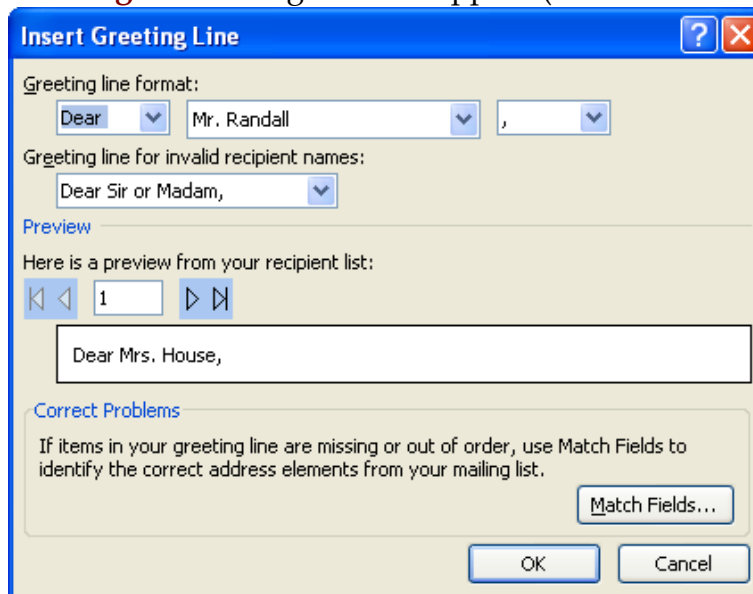 Insert Greeting Line
Greeting line format:
Dear Mr. Randall ,
Greeting line for invalid recipient names:
Dear Sir or Madam,
Preview
Here is a preview from your recipient list:
1
Dear Mrs. House,
Correct Problems
If items in your greeting line are missing or out of order, use Match Fields to
identify the correct address elements from your mailing list.
Match Fields...
OK Cancel